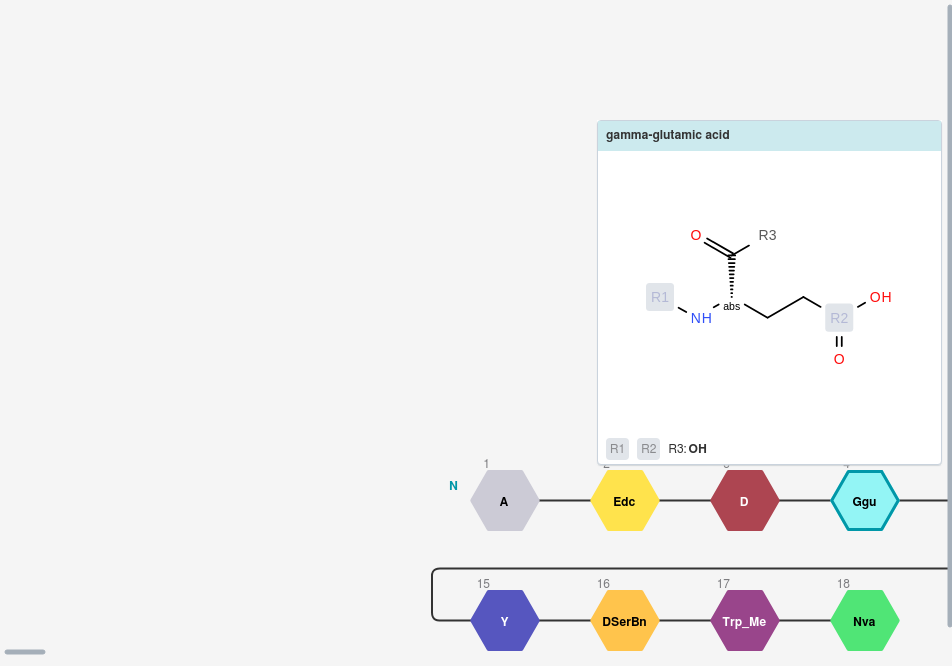 gamma-glutamic acid
O
R3
R1
abs
NH
R2
OH
O
R1 R2 R3: OH
1 2 3 4
N A Edc D Ggu
15 16 17 18
Y DSerBn Trp_Me Nva